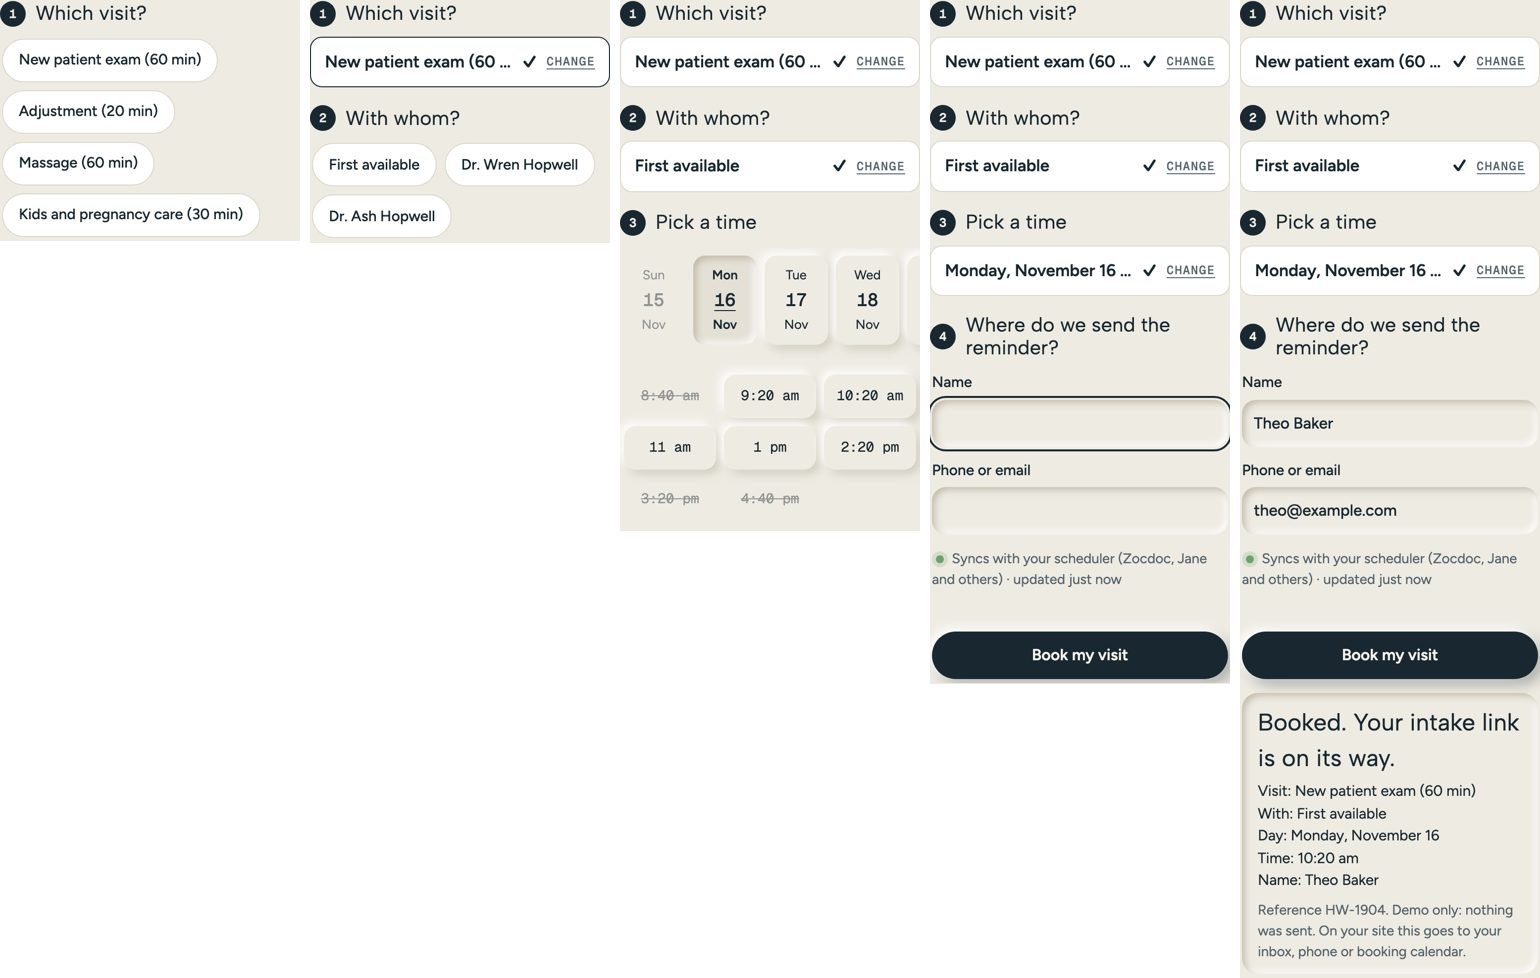 1 Which visit?
New patient exam (60 min)
Adjustment (20 min)
Massage (60 min)
Kids and pregnancy care (30 min)
1 Which visit?
New patient exam (60 ... CHANGE
2 With whom?
First available Dr. Wren Hopwell
Dr. Ash Hopwell
1 Which visit?
New patient exam (60 ... CHANGE
2 With whom?
First available CHANGE
3 Pick a time
Sun Mon Tue Wed
15 16 17 18
Nov Nov Nov Nov
8:40 am 9:20 am 10:20 am
11 am 1 pm 2:20 pm
3:20 pm 4:40 pm
1 Which visit?
New patient exam (60 ... CHANGE
2 With whom?
First available CHANGE
3 Pick a time
Monday, November 16 ... CHANGE
4 Where do we send the
reminder?
Name
Phone or email
Syncs with your scheduler (Zocdoc, Jane
and others) · updated just now
Book my visit
1 Which visit?
New patient exam (60 ... CHANGE
2 With whom?
First available CHANGE
3 Pick a time
Monday, November 16 ... CHANGE
4 Where do we send the
reminder?
Name
Theo Baker
Phone or email
theo@example.com
Syncs with your scheduler (Zocdoc, Jane
and others) · updated just now
Book my visit
Booked. Your intake link
is on its way.
Visit: New patient exam (60 min)
With: First available
Day: Monday, November 16
Time: 10:20 am
Name: Theo Baker
Reference HW-1904. Demo only: nothing
was sent. On your site this goes to your
inbox, phone or booking calendar.